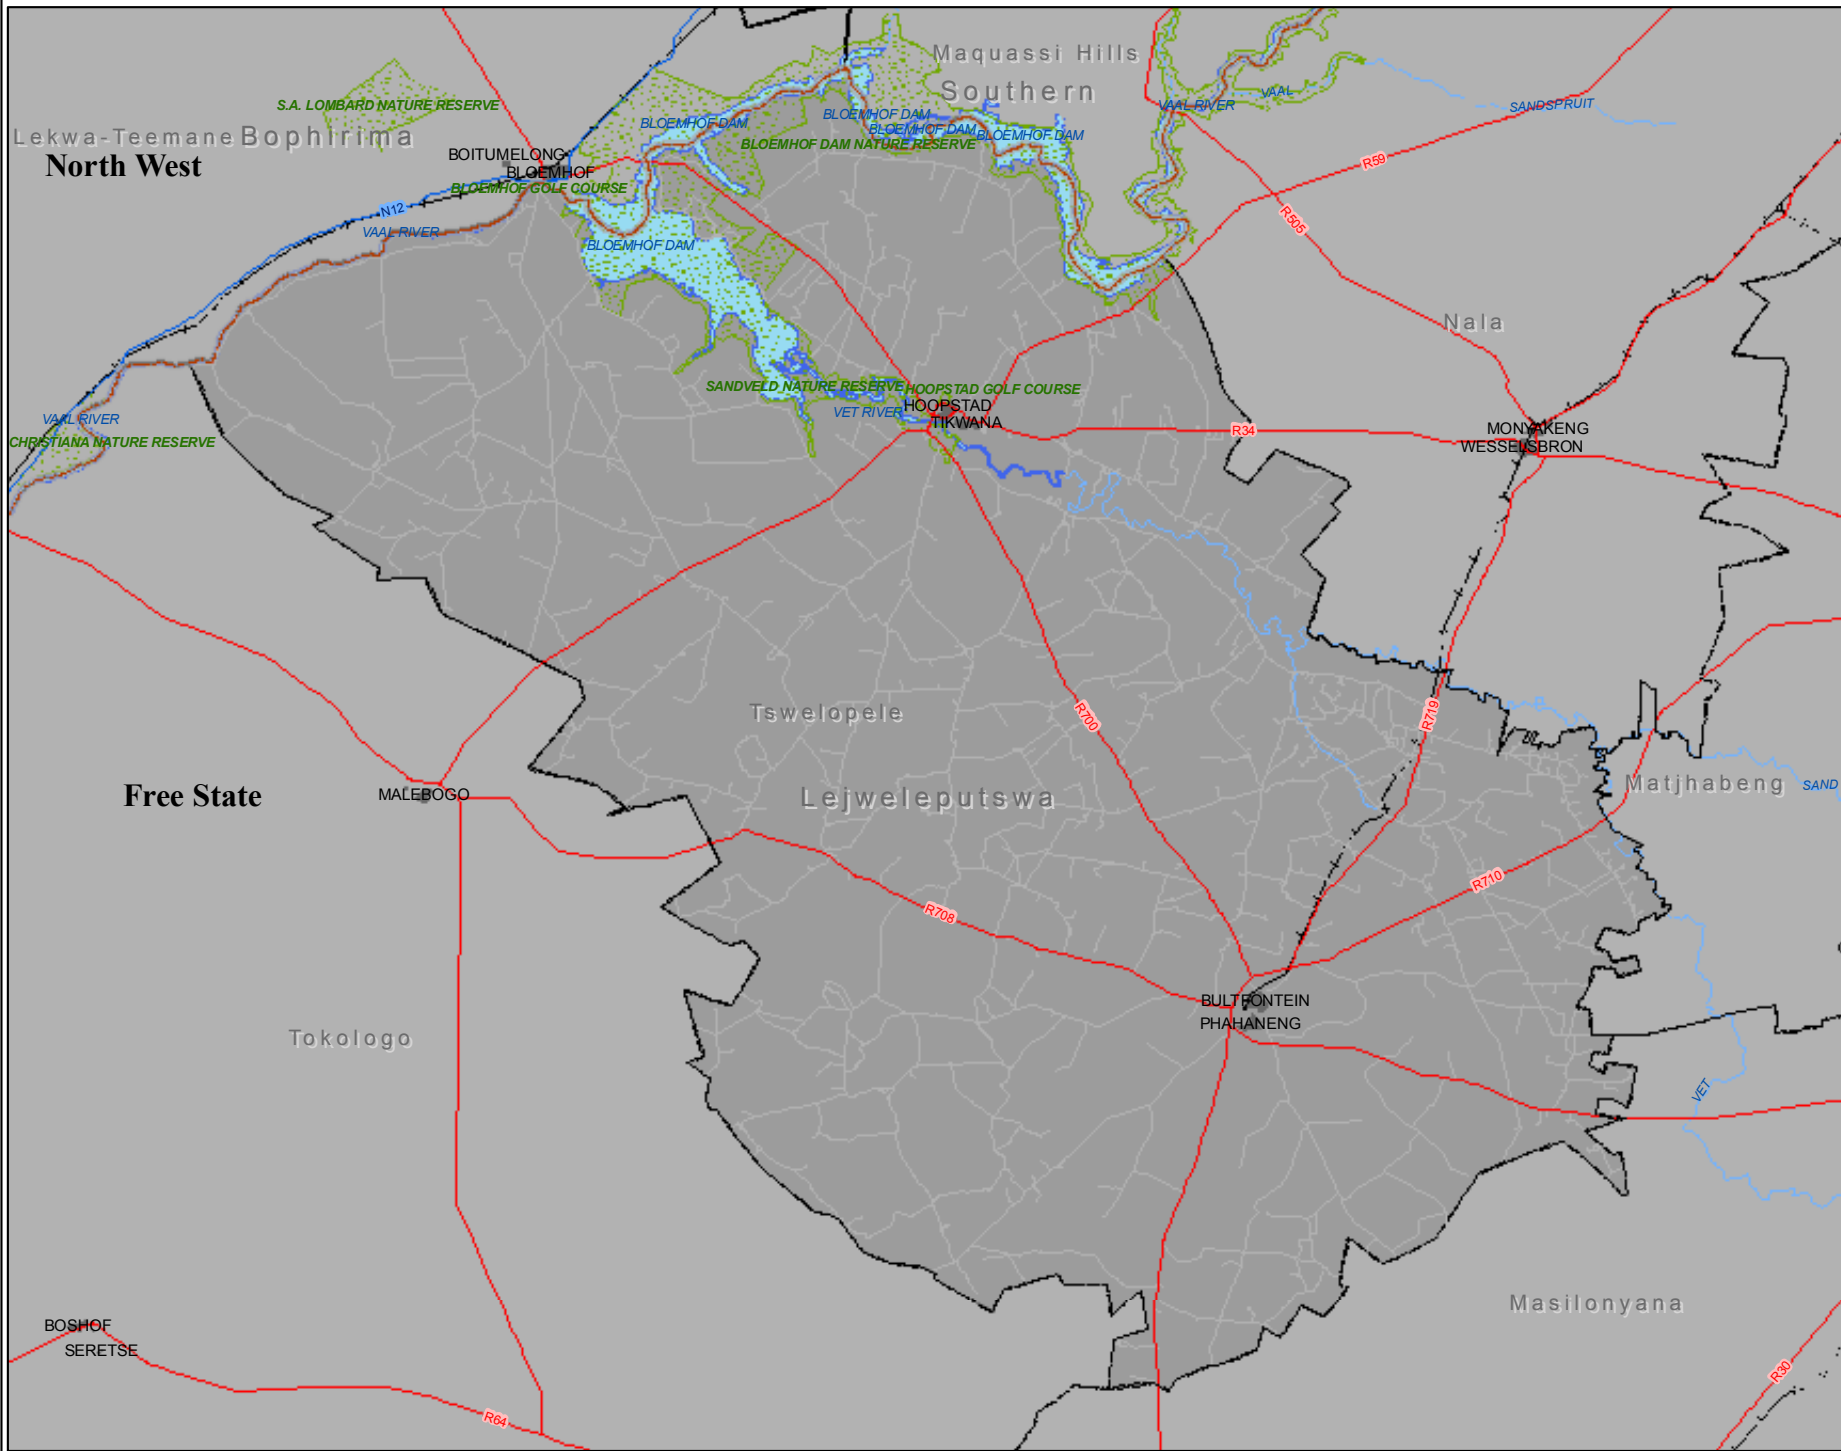 Maquassi Hills
Southern
S.A. LOMBARD NATURE RESERVE
VAAL
VAAL RIVER
SANDSPRUIT
Lekwa-Teemane
Bophirima
North West
BLOEMHOF DAM
BLOEMHOF DAM
BLOEMHOF DAM
BLOEMHOF DAM
BLOEMHOF DAM NATURE RESERVE
BOITUMELONG
BLOEMHOF
BLOEMHOF GOLF COURSE
R59
N12
VAAL RIVER
R505
BLOEMHOF DAM
Nala
SANDVELD NATURE RESERVE
HOOPSTAD GOLF COURSE
HOOPSTAD
VET RIVER
TIKWANA
VAAL RIVER
CHRISTIANA NATURE RESERVE
R34
MONYAKENG
WESSELSBRON
Tswelopele
R700
R719
Free State
MALEBOGO
Lejweleputswa
Matjhabeng
SAND
R708
R710
BULTFONTEIN
PHAHANENG
Tokologo
VET
Masilonyana
BOSHOF
SERETSE
R64
R30